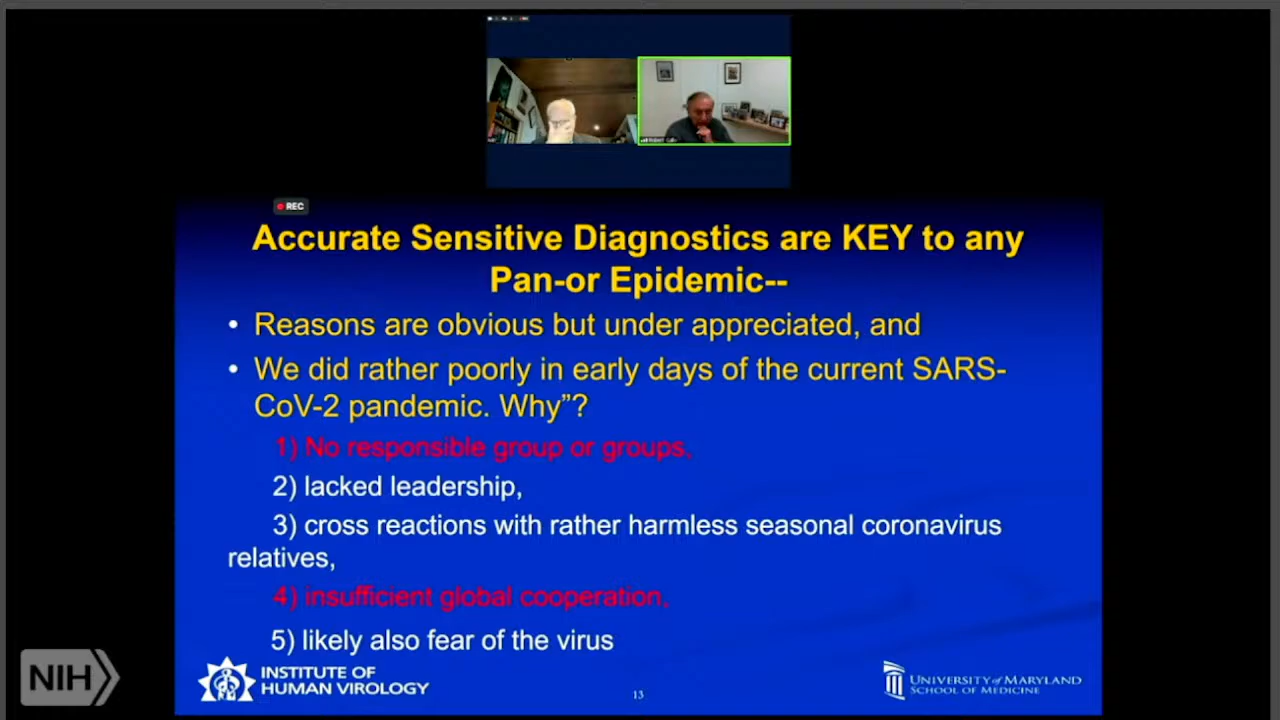 REC
Accurate Sensitive Diagnostics are KEY to any
Pan-or Epidemic--
• Reasons are obvious but under appreciated, and
• We did rather poorly in early days of the current SARS-
CoV-2 pandemic. Why”?
1) No responsible group or groups,
2) lacked leadership,
3) cross reactions with rather harmless seasonal coronavirus
relatives,
4) insufficient global cooperation,
5) likely also fear of the virus
NIH
INSTITUTE OF
HUMAN VIROLOGY
13
UNIVERSITY of MARYLAND
SCHOOL OF MEDICINE